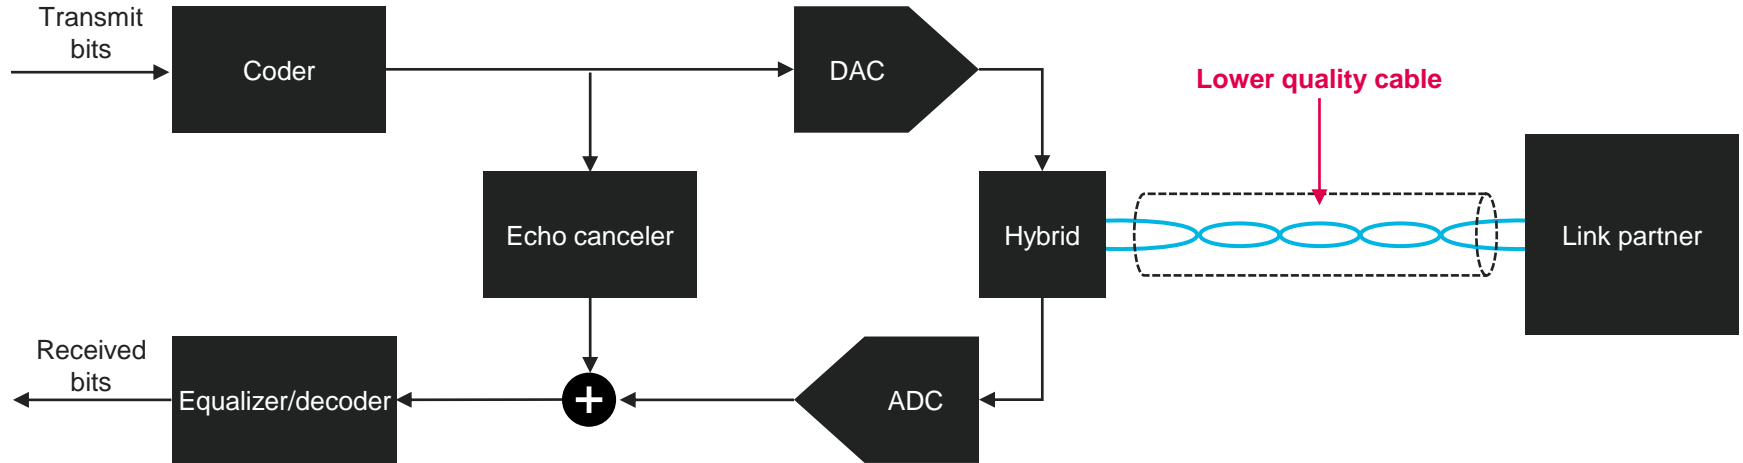 Transmit
bits
Coder
DAC
Lower quality cable
Echo canceler
Hybrid
Link partner
Received
bits
Equalizer/decoder
+
ADC